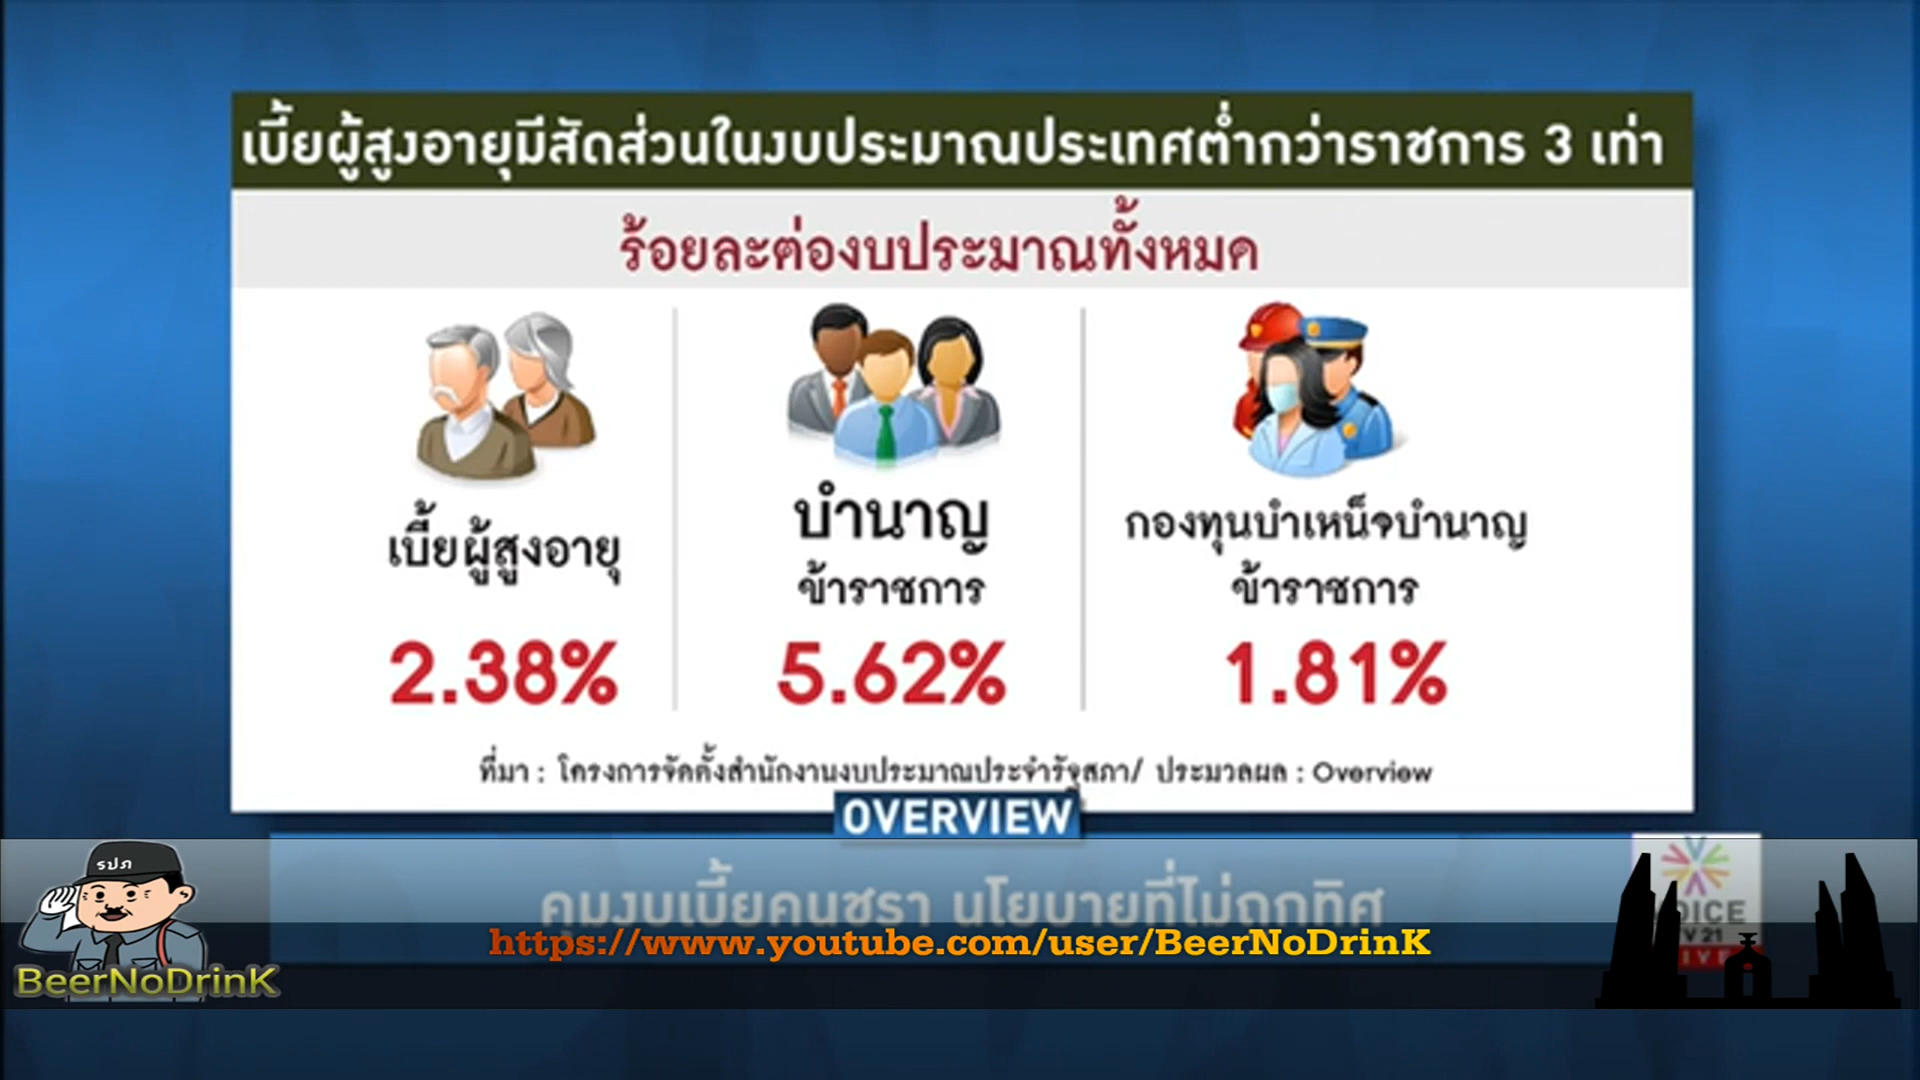 เบี้ยผู้สูงอายุมีสัดส่วนในงบประมาณประเทศต่ำกว่าราชการ 3 เท่า
ร้อยละต่องบประมาณทั้งหมด
เบี้ยผู้สูงอายุ
2.38%
บำนาญ
ข้าราชการ
5.62%
กองทุนบำเหน็จบำนาญ
ข้าราชการ
1.81%
ที่มา : โครงการจัดตั้งสำนักงานงบประมาณประจำรัฐสภา/ ประมวลผล : Overview
OVERVIEW
คุมงบเบี้ยคนชรา นโยบายที่ไม่ถูกทิศ
https://www.youtube.com/user/BeerNoDrinK
รปภ
BeerNoDrinK
TV 21